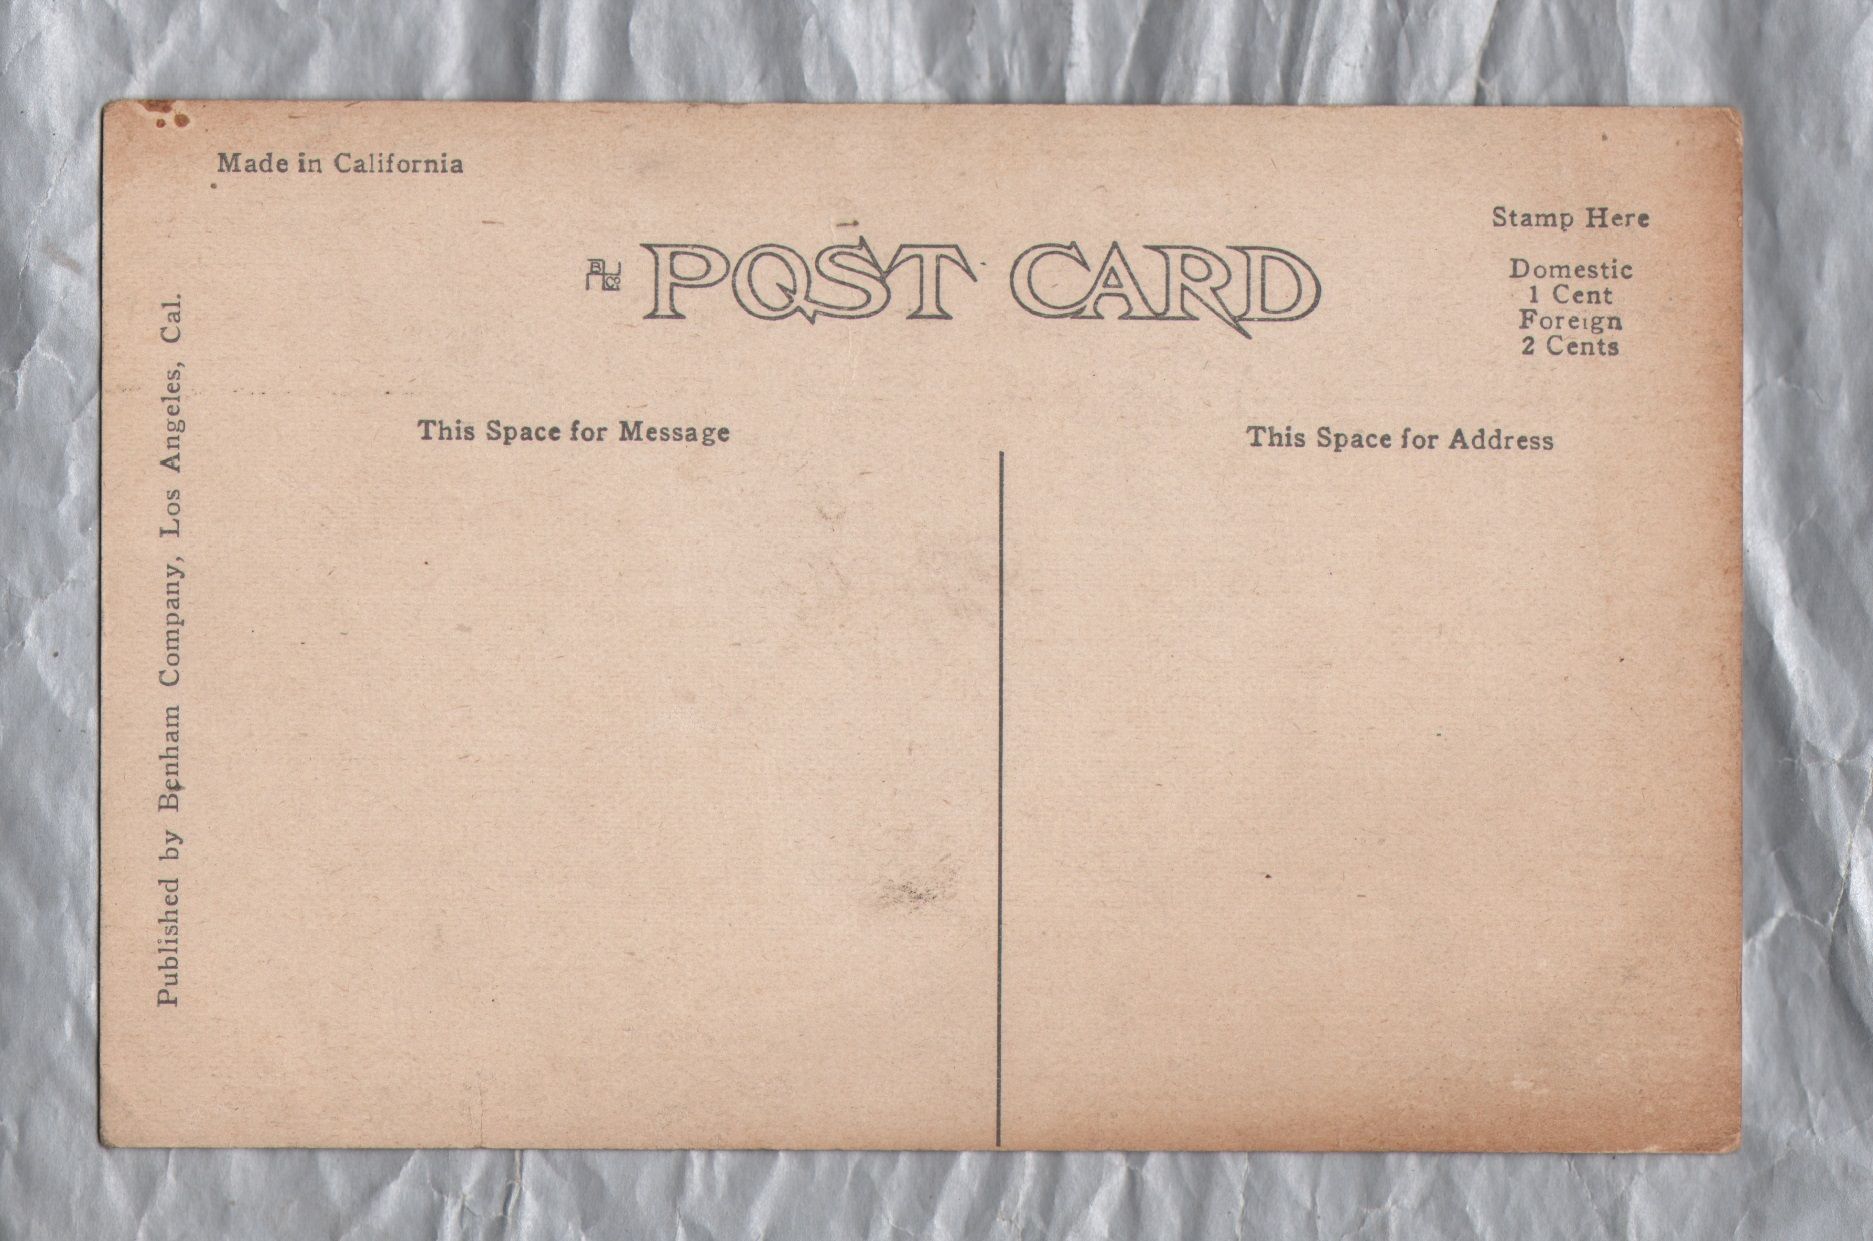 Made in California
Stamp Here
POST CARD
Domestic
1 Cent
Foreign
2 Cents
This Space for Message
This Space for Address
Published by Benham Company, Los Angeles, Cal.